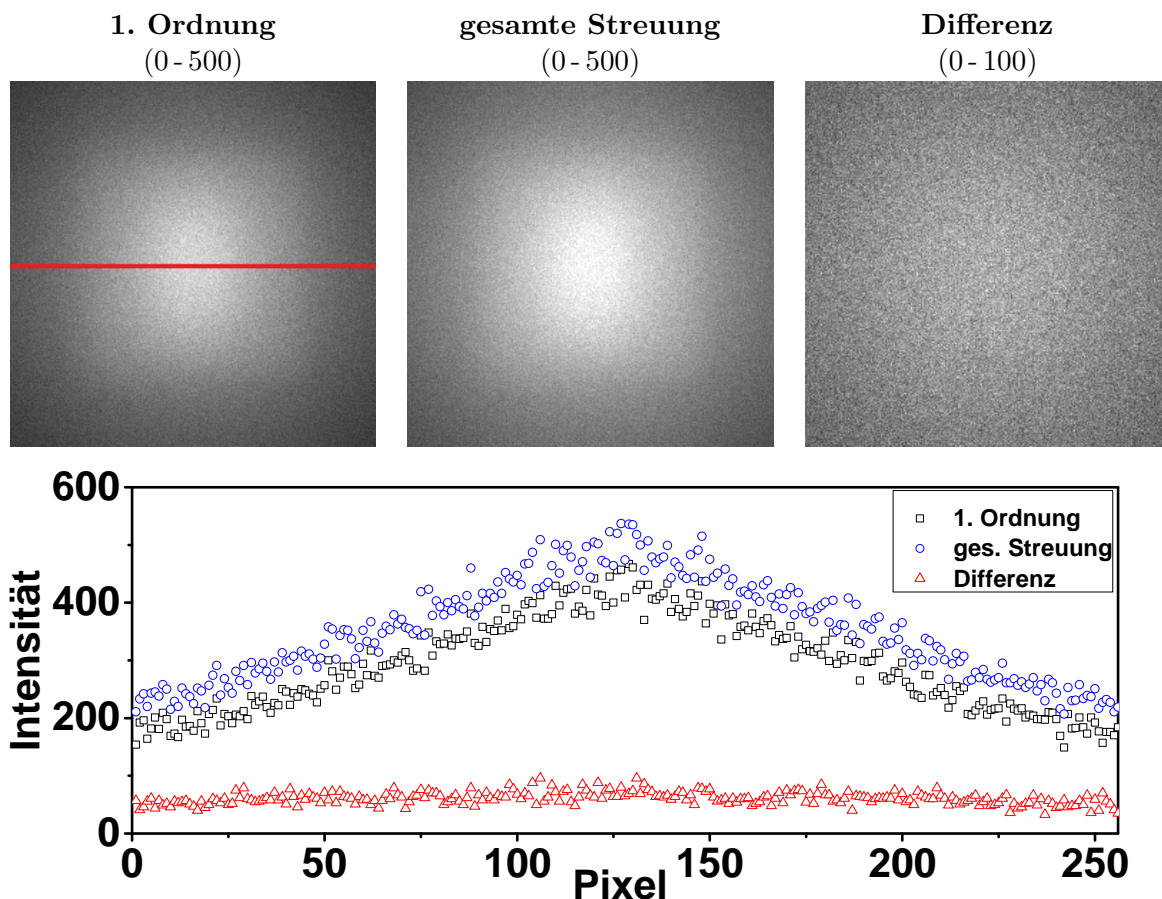 1. Ordnung gesamte Streuung Differenz
(0 - 500) (0 - 500) (0 - 100)
600
400
200
0
Intensität
1. Ordnung
ges. Streuung
Differenz
0 50 100 150 200 250
Pixel